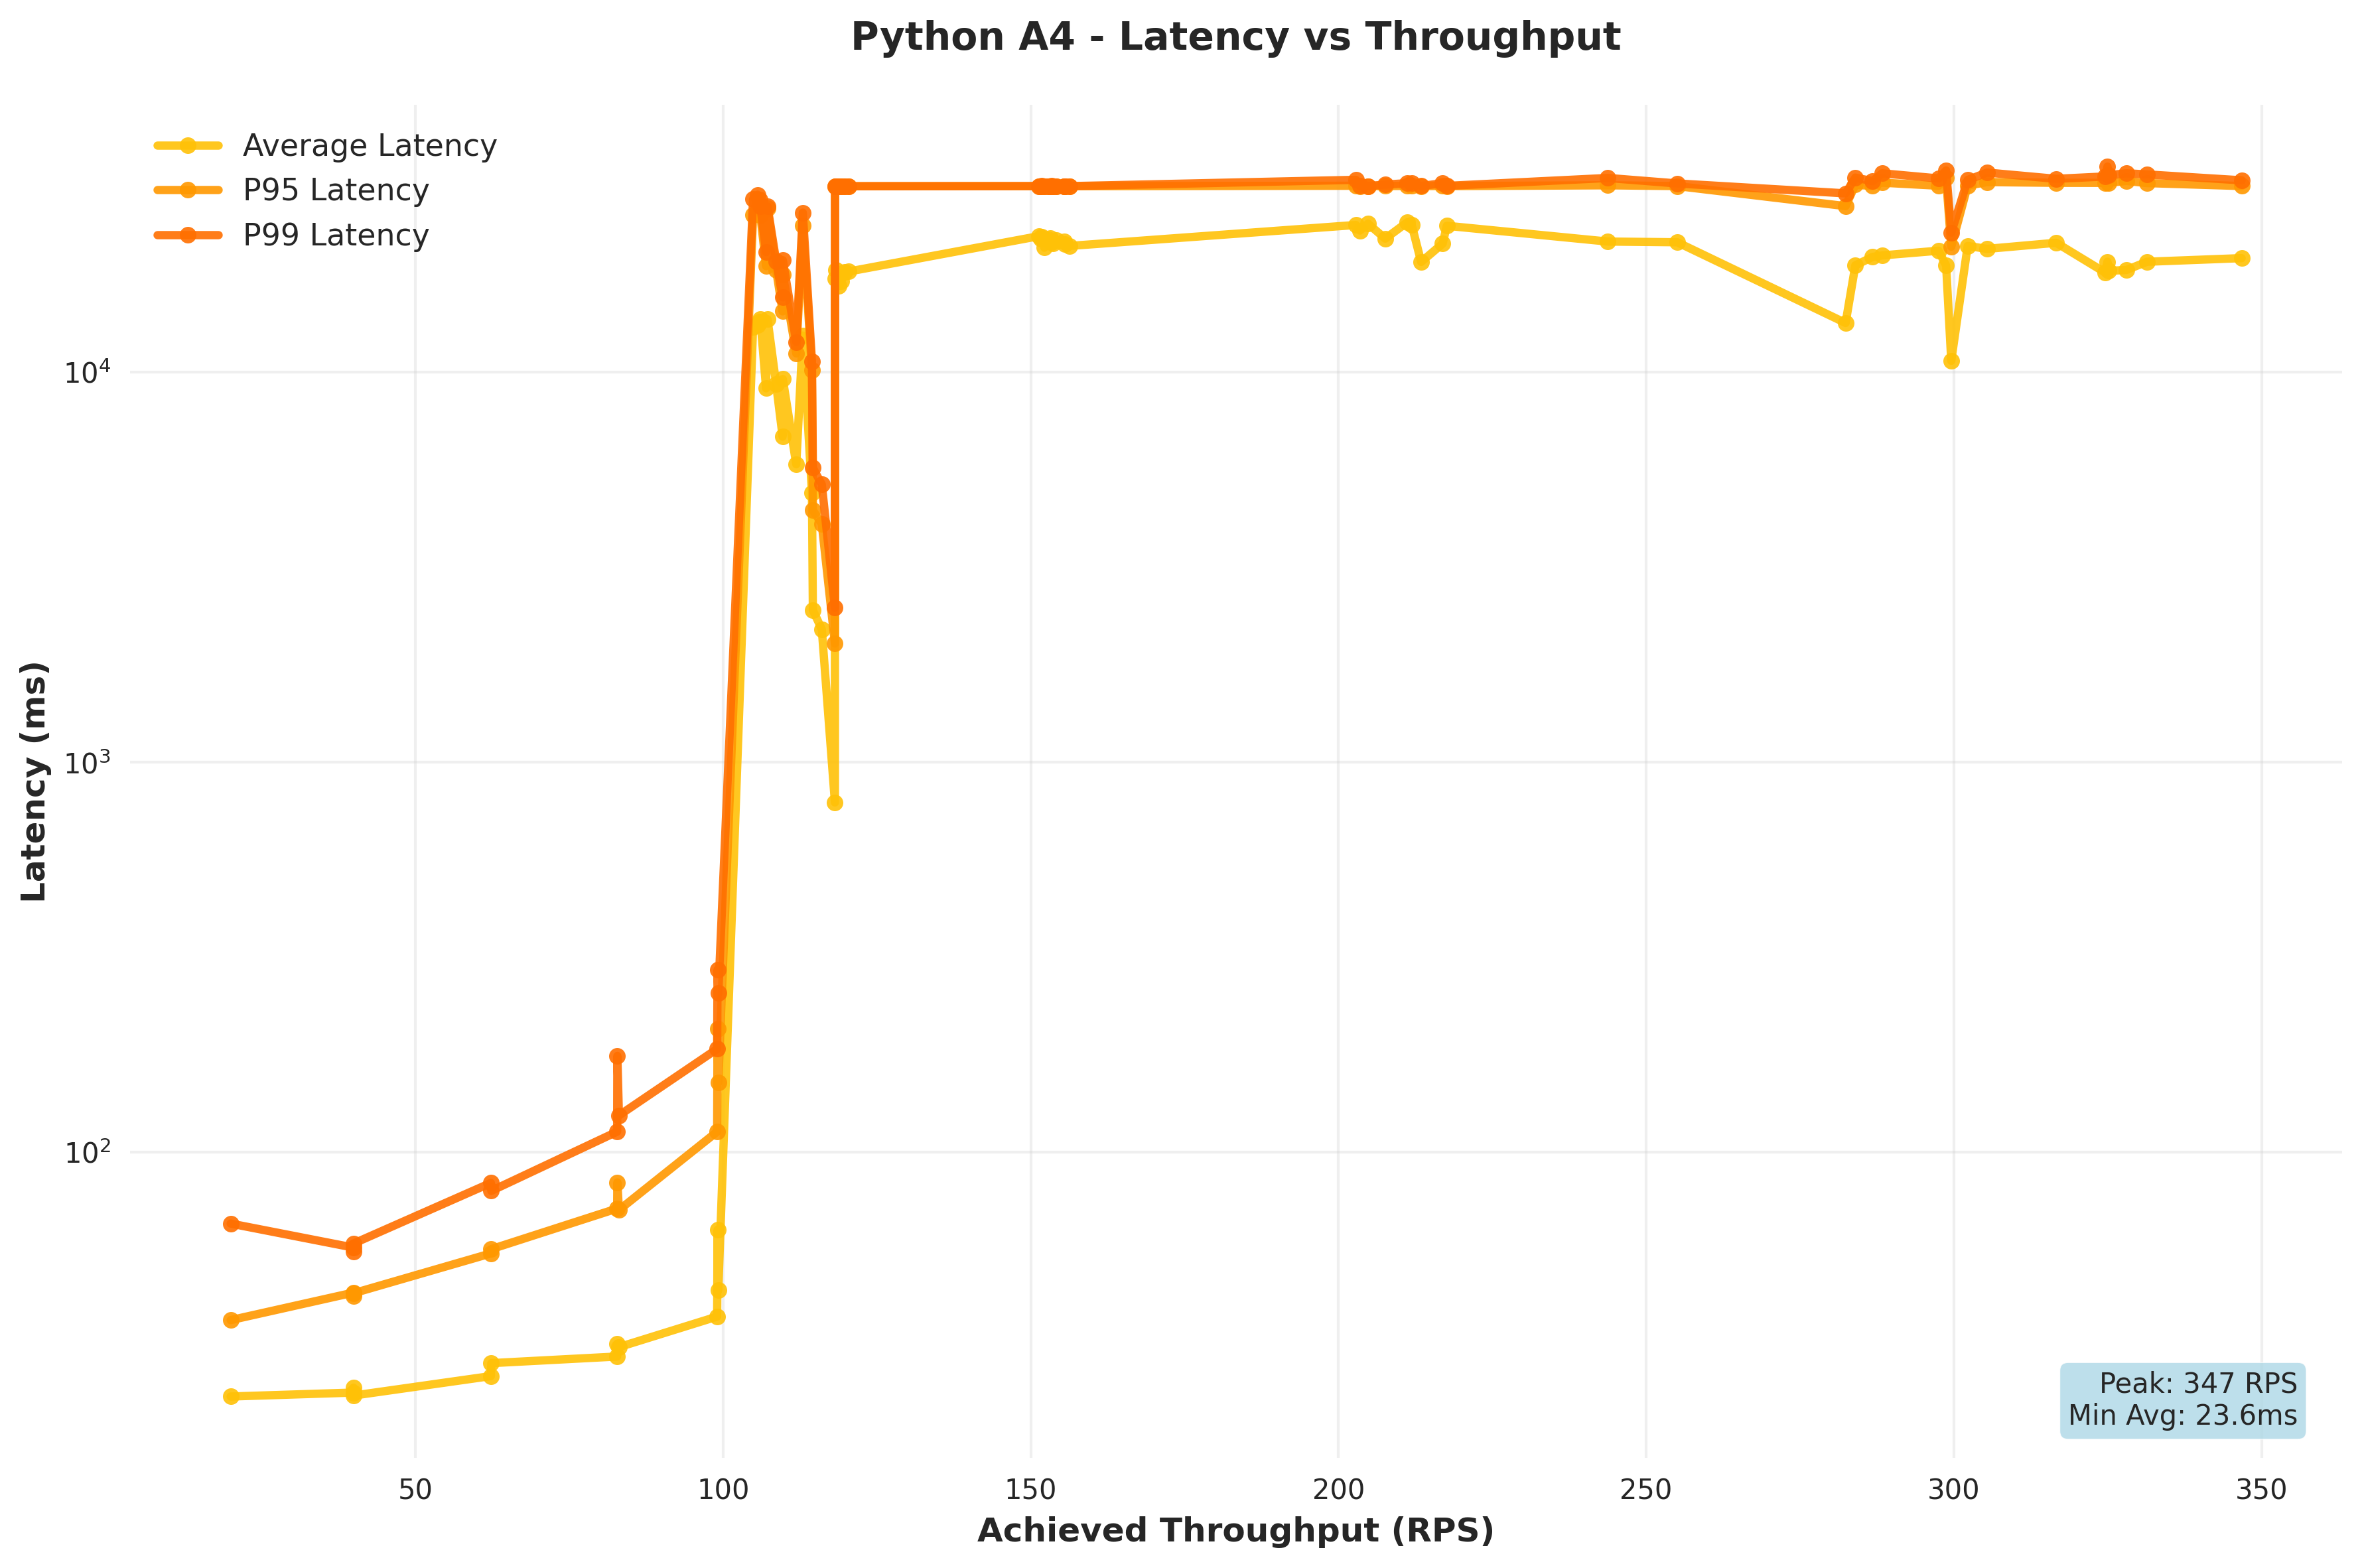 Python A4 - Latency vs Throughput
Average Latency
P95 Latency
P99 Latency
Latency (ms)
10⁴
10³
10²
Peak: 347 RPS
Min Avg: 23.6ms
50 100 150 200 250 300 350
Achieved Throughput (RPS)